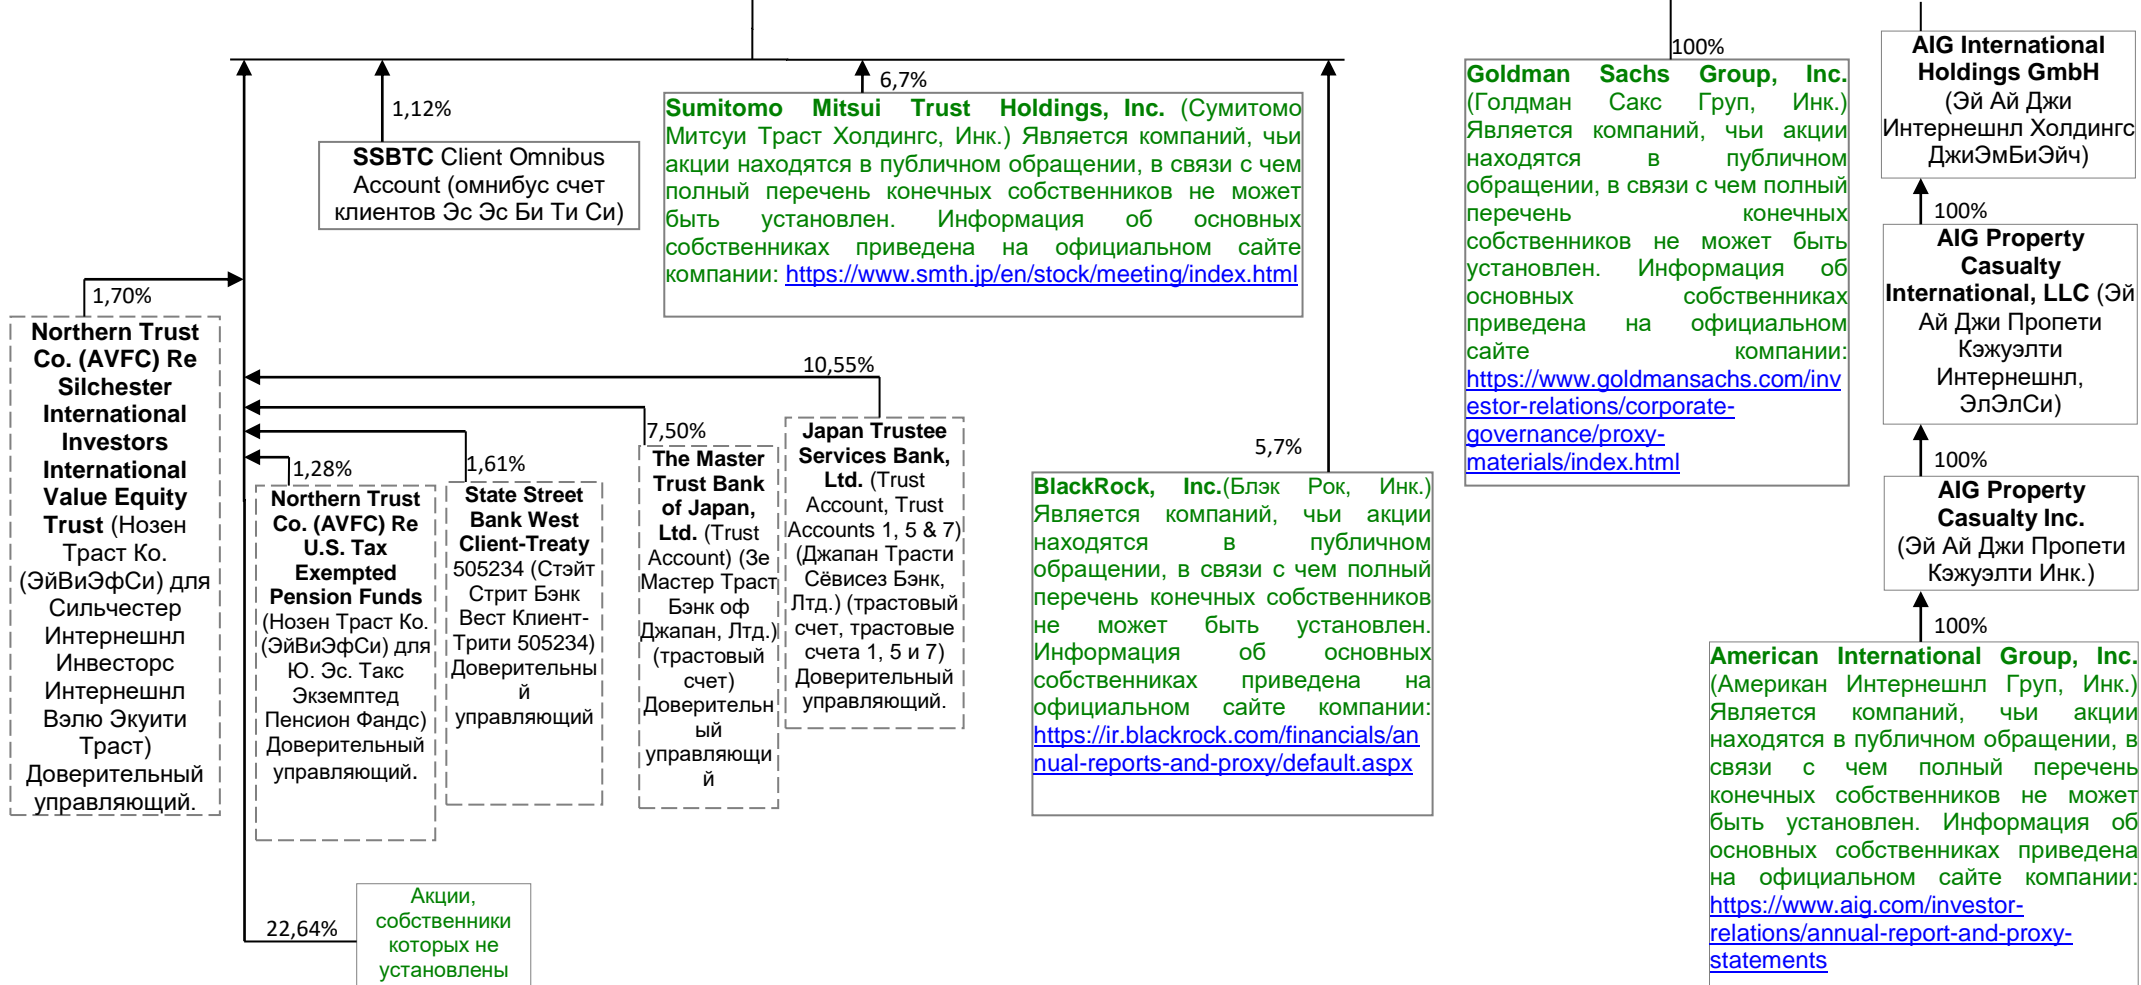 100%
AIG International
Holdings GmbH
(Эй Ай Джи
Интернешнл Холдингс
ДжиЭмБиЭйч)
6,7%
Goldman Sachs Group, Inc.
(Голдман Сакс Груп, Инк.)
Является компаний, чьи акции
находятся в публичном
обращении, в связи с чем полный
перечень конечных
собственников не может быть
установлен. Информация об
основных собственниках
приведена на официальном
сайте компании:
https://www.goldmansachs.com/inv
estor-relations/corporate-
governance/proxy-
materials/index.html
1,12%
Sumitomo Mitsui Trust Holdings, Inc. (Сумитомо
Митсуи Траст Холдингс, Инк.) Является компаний, чьи
акции находятся в публичном обращении, в связи с чем
полный перечень конечных собственников не может
быть установлен. Информация об основных
собственниках приведена на официальном сайте
компании: https://www.smth.jp/en/stock/meeting/index.html
SSBTC Client Omnibus
Account (омнибус счет
клиентов Эс Эс Би Ти Си)
100%
AIG Property
Casualty
International, LLC (Эй
Ай Джи Пропети
Кэжуэлти
Интернешнл,
ЭлЭлСи)
1,70%
Northern Trust
Co. (AVFC) Re
Silchester
International
Investors
International
Value Equity
Trust (Нозен
Траст Ко.
(ЭйВиЭфСи) для
Сильчестер
Интернешнл
Инвесторс
Интернешнл
Вэлю Экуити
Траст)
Доверительный
управляющий.
10,55%
7,50%
1,61%
1,28%
Northern Trust
Co. (AVFC) Re
U.S. Tax
Exempted
Pension Funds
(Нозен Траст Ко.
(ЭйВиЭфСи) для
Ю. Эс. Такс
Экземптед
Пенсион Фандс)
Доверительный
управляющий.
State Street
Bank West
Client-Treaty
505234 (Стэйт
Стрит Бэнк
Вест Клиент-
Трити 505234)
Доверительны
й
управляющий
The Master
Trust Bank
of Japan,
Ltd. (Trust
Account) (Зе
Мастер Траст
Бэнк оф
Джапан, Лтд.)
(трастовый
счет)
Доверительн
ый
управляющи
й
Japan Trustee
Services Bank,
Ltd. (Trust
Account, Trust
Accounts 1, 5 & 7)
(Джапан Трасти
Сёвисез Бэнк,
Лтд.) (трастовый
счет, трастовые
счета 1, 5 и 7)
Доверительный
управляющий.
5,7%
BlackRock, Inc.(Блэк Рок, Инк.)
Является компаний, чьи акции
находятся в публичном
обращении, в связи с чем полный
перечень конечных собственников
не может быть установлен.
Информация об основных
собственниках приведена на
официальном сайте компании:
https://ir.blackrock.com/financials/an
nual-reports-and-proxy/default.aspx
100%
AIG Property
Casualty Inc.
(Эй Ай Джи Пропети
Кэжуэлти Инк.)
100%
American International Group, Inc.
(Американ Интернешнл Груп, Инк.)
Является компаний, чьи акции
находятся в публичном обращении, в
связи с чем полный перечень
конечных собственников не может
быть установлен. Информация об
основных собственниках приведена
на официальном сайте компании:
https://www.aig.com/investor-
relations/annual-report-and-proxy-
statements
22,64%
Акции,
собственники
которых не
установлены